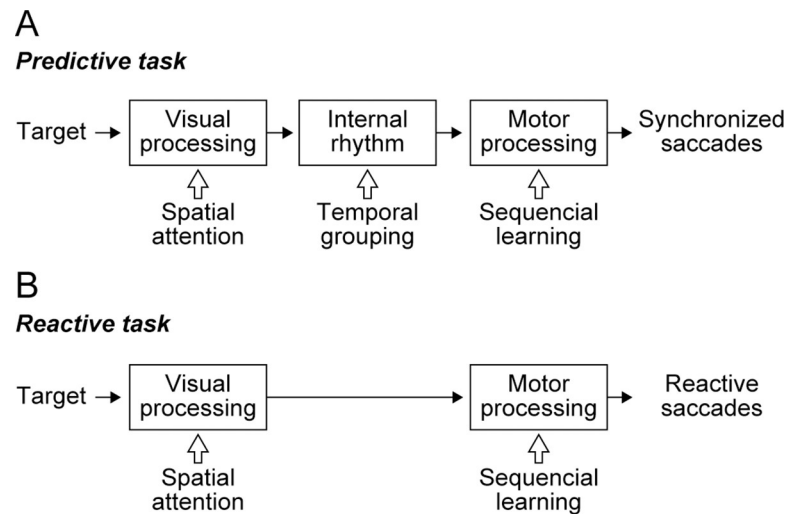 A
Predictive task
Target
Visual
processing
Internal
rhythm
Motor
processing
Synchronized
saccades
Spatial
attention
Temporal
grouping
Sequencial
learning
B
Reactive task
Target
Visual
processing
Motor
processing
Reactive
saccades
Spatial
attention
Sequencial
learning